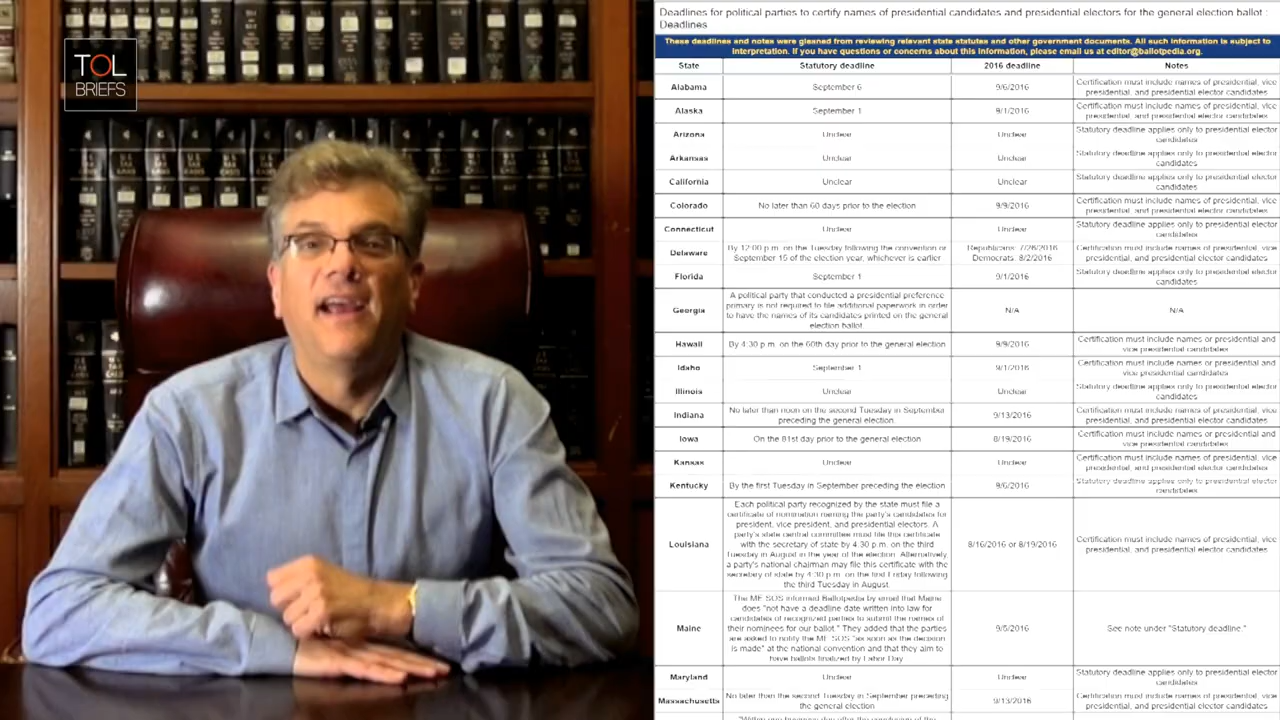 TOL
BRIEFS
Deadlines for political parties to certify names of presidential candidates and presidential electors for the general election ballot :
Deadlines
These deadlines and notes were gleaned from reviewing relevant state statutes and other government documents. All such information is subject to
interpretation. If you have questions or concerns about this information, please email us at editor@ballotpedia.org.
State Statutory deadline 2016 deadline Notes
Alabama September 6 9/6/2016 Certification must include names of presidential, vice
presidential, and presidential elector candidates
Alaska September 1 9/1/2016 Certification must include names of presidential, vice
presidential, and presidential elector candidates
Arizona Unclear Unclear Statutory deadline applies only to presidential elector
candidates
Arkansas Unclear Unclear Statutory deadline applies only to presidential elector
candidates
California Unclear Unclear Statutory deadline applies only to presidential elector
candidates
Colorado No later than 60 days prior to the election 9/9/2016 Certification must include names of presidential, vice
presidential, and presidential elector candidates
Connecticut Unclear Unclear Statutory deadline applies only to presidential elector
candidates
Delaware By 12:00 p.m. on the Tuesday following the convention or
September 15 of the election year, whichever is earlier
Republicans: 7/26/2016
Democrats: 8/2/2016
Certification must include names of presidential, vice
presidential, and presidential elector candidates
Florida September 1 9/1/2016 Statutory deadline applies only to presidential elector
candidates
Georgia
A political party that conducted a presidential preference
primary is not required to file additional paperwork in order
to have the names of its candidates printed on the general
election ballot.
N/A N/A
Hawaii By 4:30 p.m. on the 60th day prior to the general election 9/9/2016 Certification must include names or presidential and
vice presidential candidates
Idaho September 1 9/1/2016 Certification must include names or presidential and
vice presidential candidates
Illinois Unclear Unclear Statutory deadline applies only to presidential elector
candidates
Indiana No later than noon on the second Tuesday in September
preceding the general election
9/13/2016 Certification must include names of presidential, vice
presidential, and presidential elector candidates
Iowa On the 81st day prior to the general election 8/19/2016 Certification must include names or presidential and
vice presidential candidates
Kansas Unclear Unclear Certification must include names of presidential, vice
presidential, and presidential elector candidates
Kentucky By the first Tuesday in September preceding the election 9/6/2016 Statutory deadline applies only to presidential elector
candidates
Louisiana
Each political party recognized by the state must file a
certificate of nomination naming the party's candidates for
president, vice president, and presidential electors. A
party's state central committee must file this certificate
with the secretary of state by 4:30 p.m. on the third
Tuesday in August in the year of the election. Alternatively,
a party's national chairman may file this certificate with the
secretary of state by 4:30 p.m. on the first Friday following
the third Tuesday in August.
8/16/2016 or 8/19/2016
Certification must include names of presidential, vice
presidential, and presidential elector candidates
Maine
The ME SOS informed Ballotpedia by email that Maine
does "not have a deadline date written into law for
candidates of recognized parties to submit the names of
their nominees for our ballot." They added that the parties
are asked to notify the ME SOS "as soon as the decision
is made" at the national convention and that they aim to
have ballots finalized by Labor Day.
9/5/2016 See note under "Statutory deadline."
Maryland Unclear Unclear Statutory deadline applies only to presidential elector
candidates
Massachusetts No later than the second Tuesday in September preceding
the general election
9/13/2016 Certification must include names of presidential, vice
presidential, and presidential elector candidates